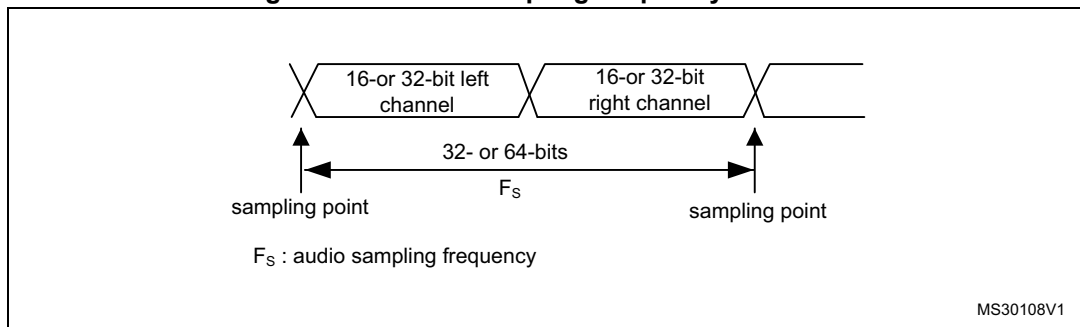 16-or 32-bit left
channel
16-or 32-bit
right channel
32- or 64-bits
FS
sampling point
sampling point
FS : audio sampling frequency
MS30108V1